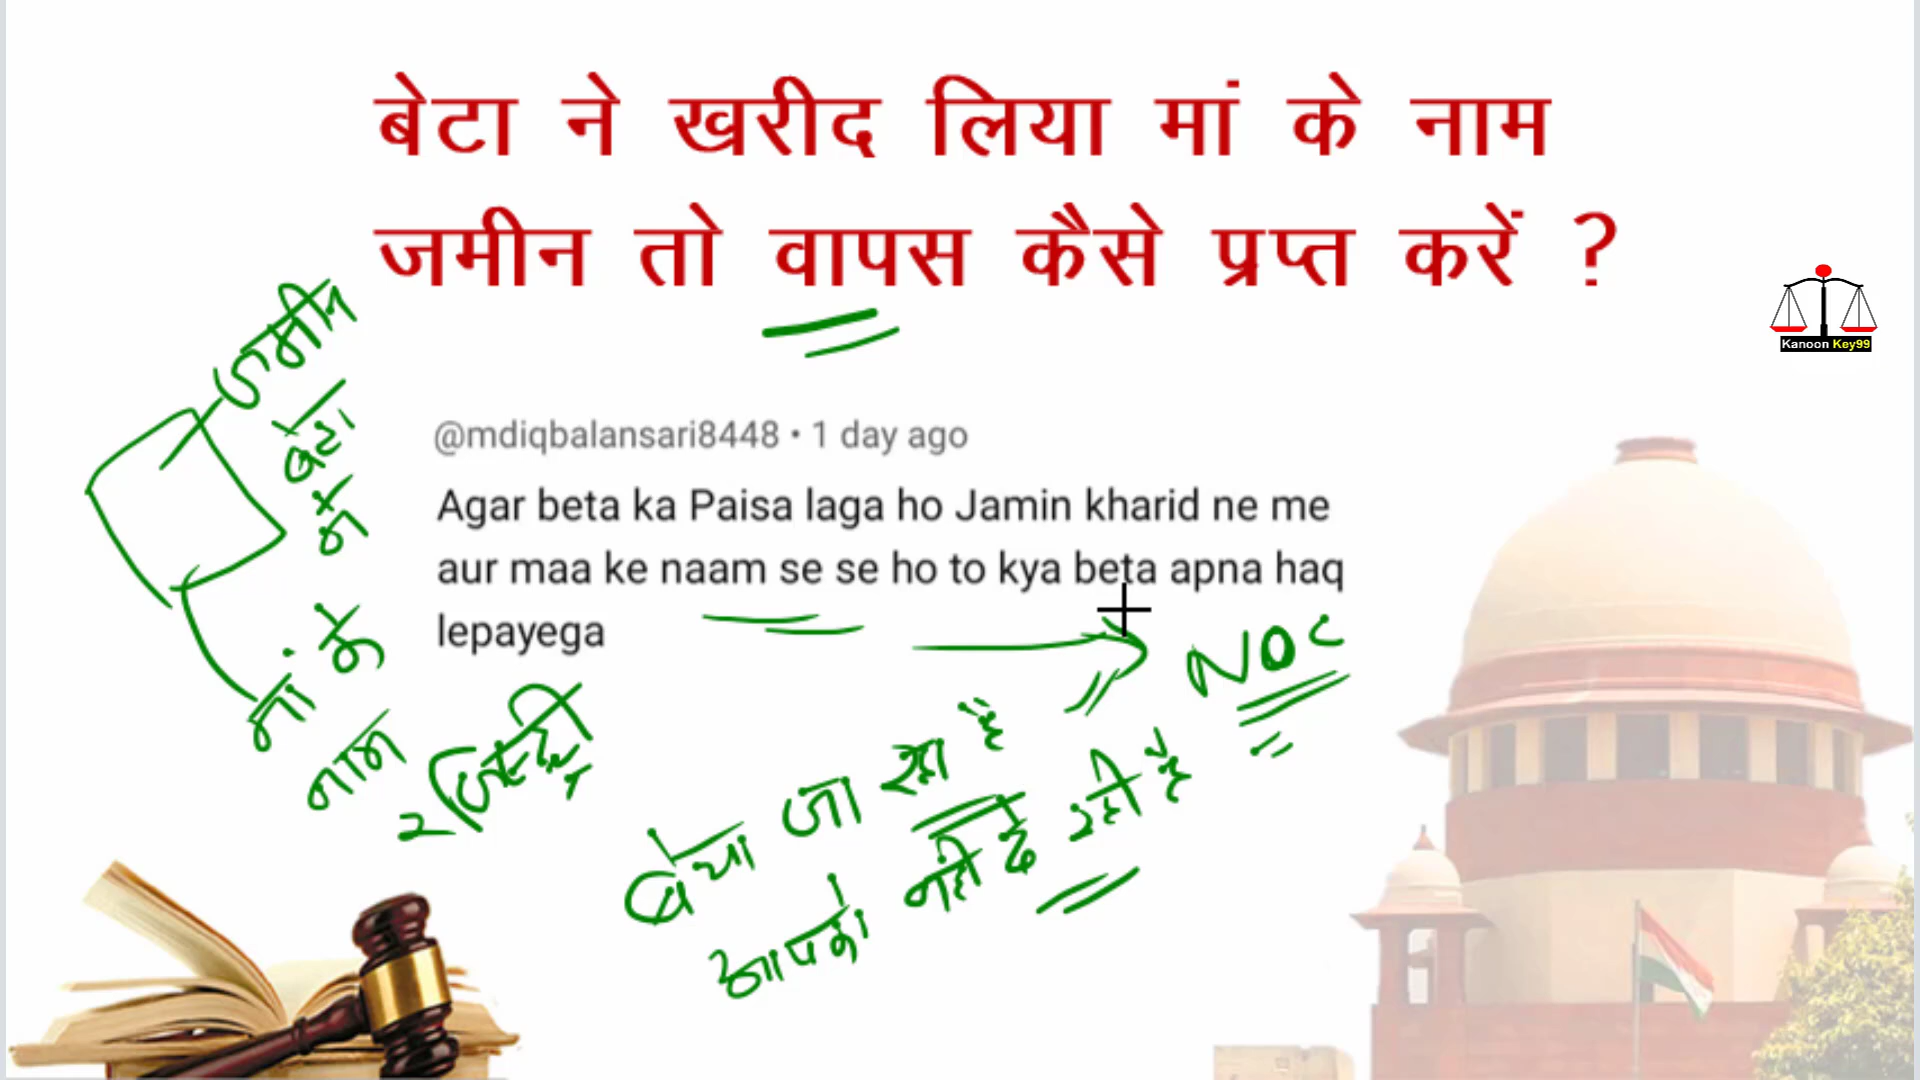 बेटा ने खरीद लिया मां के नाम
जमीन तो वापस कैसे प्रप्त करें ?
जमीन
बेटा
ने
Kanoon Key99
@mdiqbalansari8448 • 1 day ago
Agar beta ka Paisa laga ho Jamin kharid ne me
aur maa ke naam se se ho to kya beta apna haq
lepayega
NOC
मां के
नाम
जा रहा है
आपको नहीं दे रही है